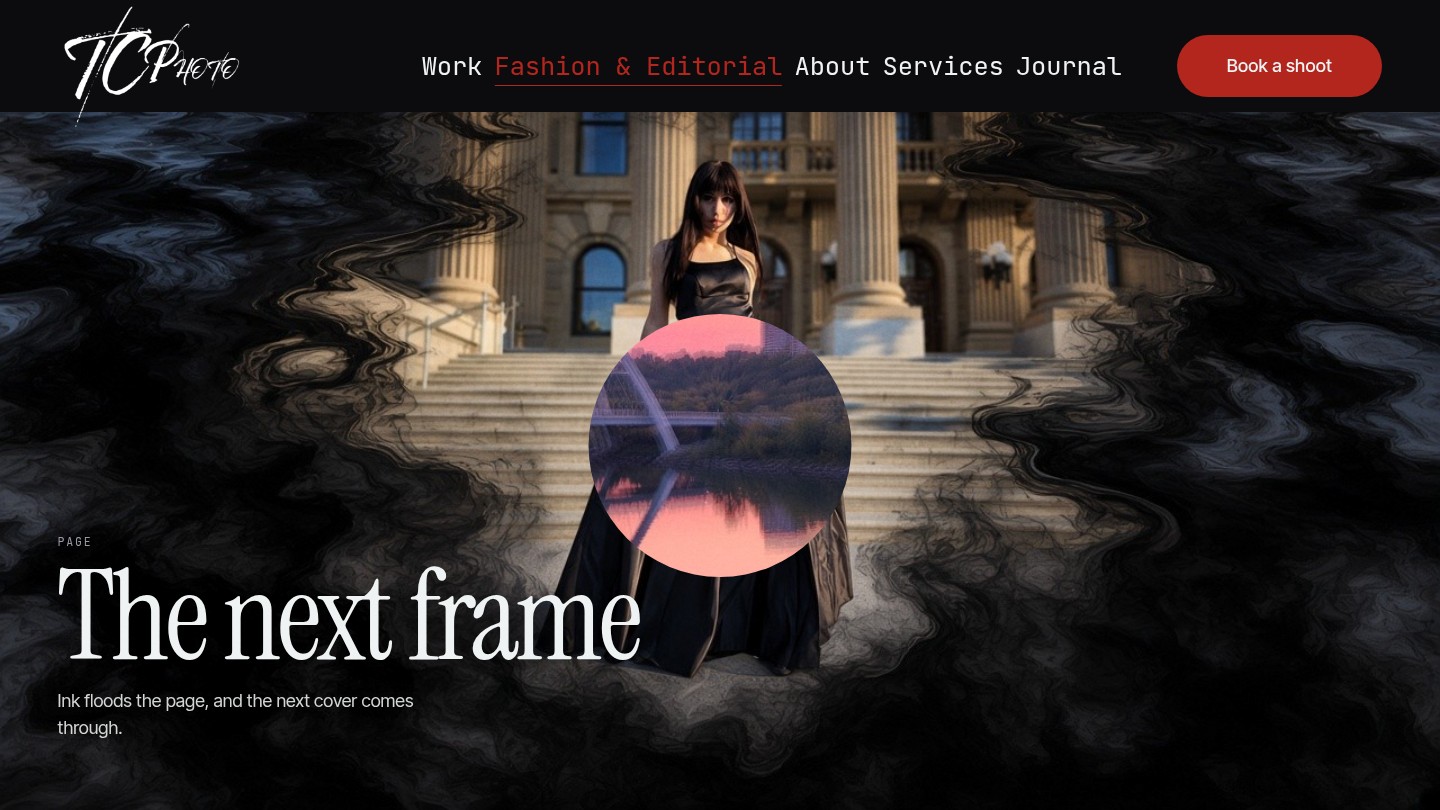 TCPHOTO
Work Fashion & Editorial About Services Journal
Book a shoot
PAGE
The next frame
Ink floods the page, and the next cover comes
through.